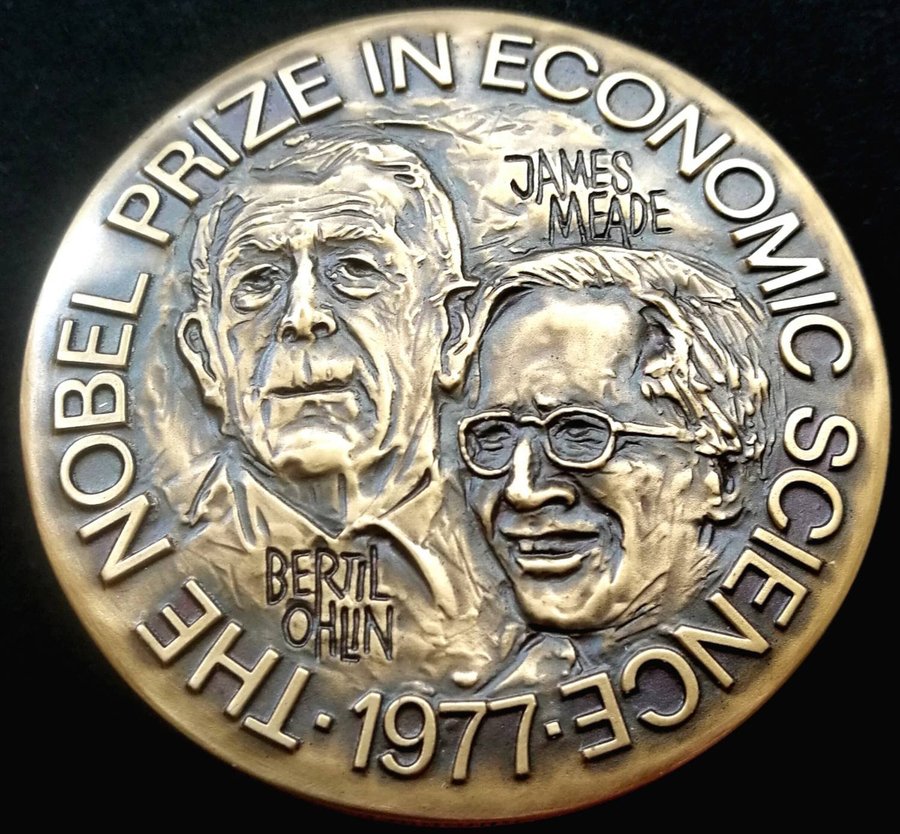 THE NOBEL PRIZE IN ECONOMIC SCIENCE
· 1977 ·
JAMES
MEADE
BERTIL
OHLIN